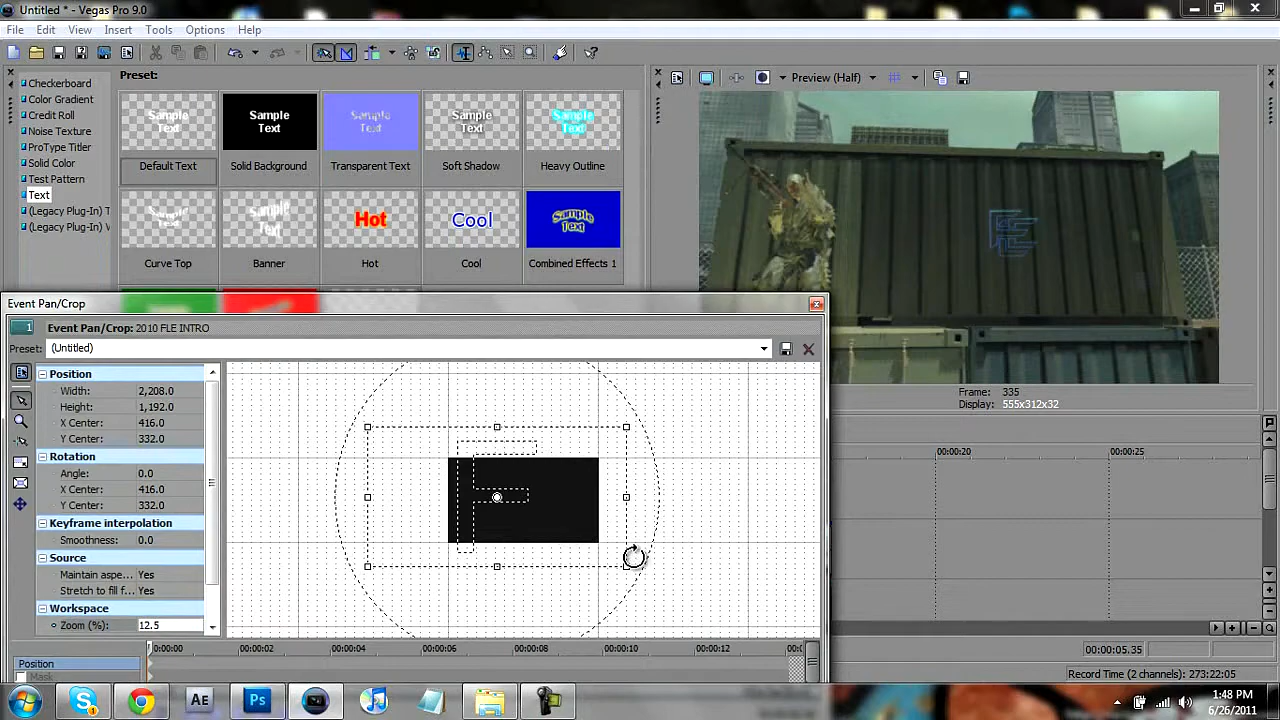 Untitled * - Vegas Pro 9.0
File Edit View Insert Tools Options Help
Preset:
Preview (Half)
Checkerboard
Color Gradient
Credit Roll
Noise Texture
ProType Titler
Solid Color
Test Pattern
Text
(Legacy Plug-In) T
(Legacy Plug-In)
Sample Text
Sample Text
Sample Text
Sample Text
Sample Text
Default Text
Solid Background
Transparent Text
Soft Shadow
Heavy Outline
Sample Text
Sample Text
Hot
Cool
Sample Text
Curve Top
Banner
Hot
Cool
Combined Effects 1
Event Pan/Crop
1
Event Pan/Crop: 2010 FLE INTRO
Preset: (Untitled)
Position
Width: 2,208.0
Height: 1,192.0
X Center: 416.0
Y Center: 332.0
Rotation
Angle: 0.0
X Center: 416.0
Y Center: 332.0
Keyframe interpolation
Smoothness: 0.0
Source
Maintain aspe... Yes
Stretch to fill f... Yes
Workspace
Zoom (%): 12.5
F
00:00:00 00:00:02 00:00:04 00:00:06 00:00:08 00:00:10 00:00:12
Position
Mask
Frame: 335
Display: 555x312x32
00:00:20 00:00:25
00:00:05.35
Record Time (2 channels): 273:22:05
Ae
Ps
1:48 PM
6/26/2011